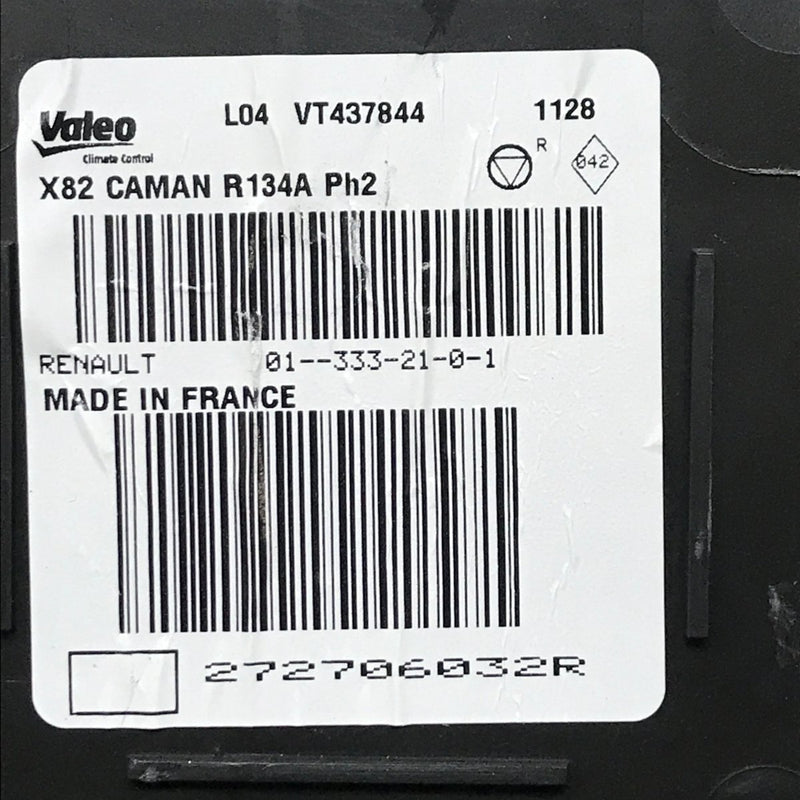 Valeo L04 VT437844 1128
Climate Control
R
042
X82 CAMAN R134A Ph2
RENAULT 01--333-21-0-1
MADE IN FRANCE
272706032R